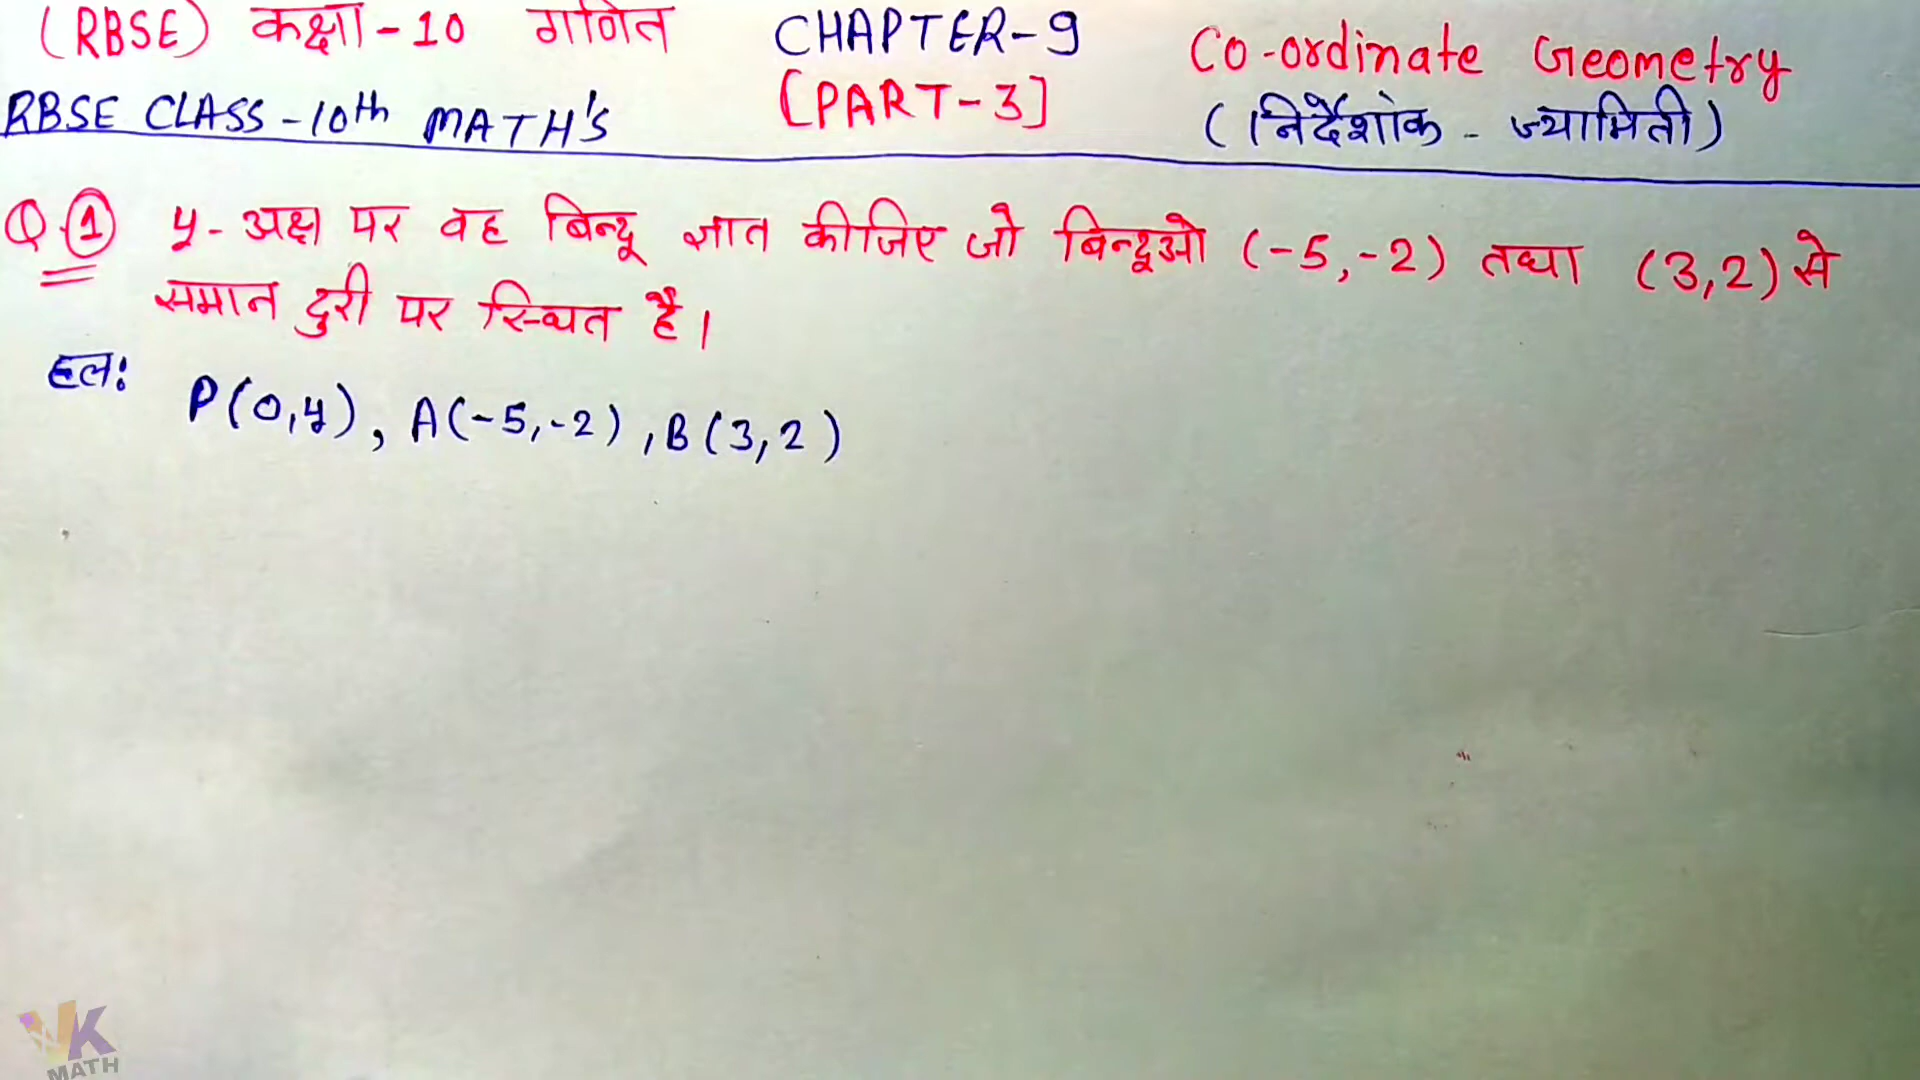 (RBSE) कक्षा-10 गणित CHAPTER-9 Co-ordinate Geometry
RBSE CLASS-10th MATH'S [PART-3] (निर्देशांक - ज्यामिती)
Q.① y-अक्ष पर वह बिन्दू ज्ञात कीजिए जो बिन्दूओ (-5,-2) तथा (3,2) से
समान दुरी पर स्थित है।
हल:
P(0,y), A(-5,-2), B(3,2)
VK
MATH